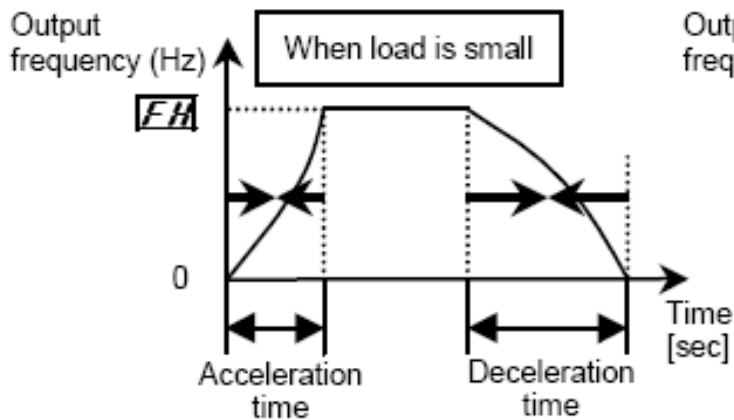 Output
frequency (Hz)
When load is small
Outp
freq
FH
0
Time
[sec]
Acceleration
time
Deceleration
time